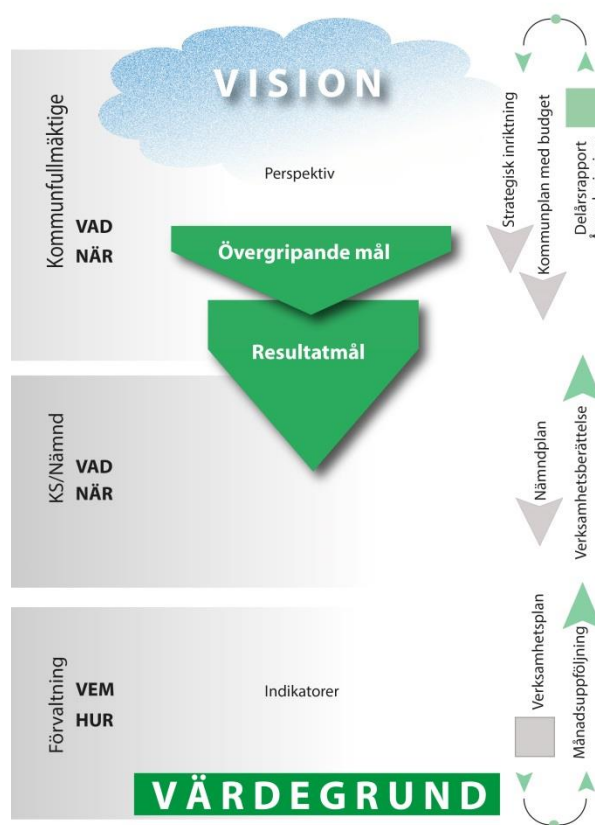 VISION
Kommunfullmäktige
VAD
NÄR
Perspektiv
Övergripande mål
Resultatmål
Strategisk inriktning
Kommunplan med budget
Delårsrapport
KS/Nämnd
VAD
NÄR
Nämndplan
Verksamhetsberättelse
Förvaltning
VEM
HUR
Indikatorer
Verksamhetsplan
Månadsuppföljning
VÄRDEGRUND